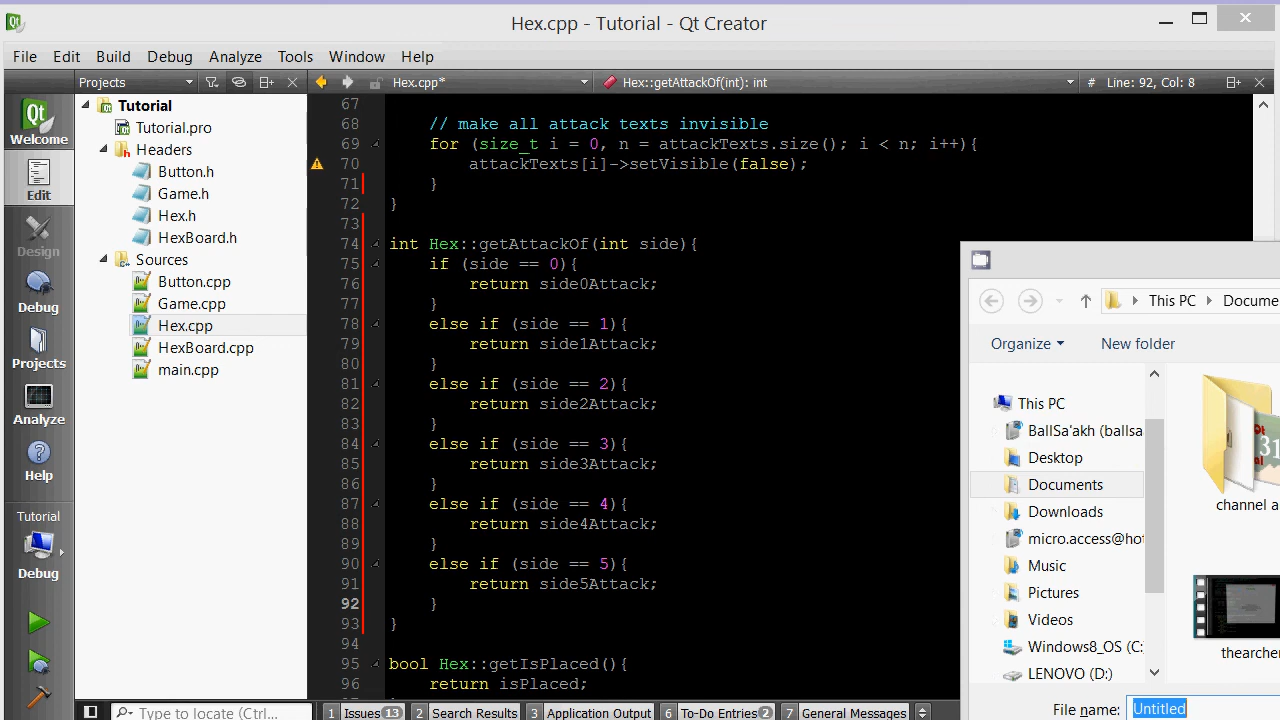 Hex.cpp - Tutorial - Qt Creator
File Edit Build Debug Analyze Tools Window Help
Projects Hex.cpp* Hex::getAttackOf(int): int # Line: 92, Col: 8
Welcome
Edit
Design
Debug
Projects
Analyze
Help
Tutorial
Debug
Tutorial
Tutorial.pro
Headers
Button.h
Game.h
Hex.h
HexBoard.h
Sources
Button.cpp
Game.cpp
Hex.cpp
HexBoard.cpp
main.cpp
67
68 // make all attack texts invisible
69 for (size_t i = 0, n = attackTexts.size(); i < n; i++){
70 attackTexts[i]->setVisible(false);
71 }
72 }
73
74 int Hex::getAttackOf(int side){
75 if (side == 0){
76 return side0Attack;
77 }
78 else if (side == 1){
79 return side1Attack;
80 }
81 else if (side == 2){
82 return side2Attack;
83 }
84 else if (side == 3){
85 return side3Attack;
86 }
87 else if (side == 4){
88 return side4Attack;
89 }
90 else if (side == 5){
91 return side5Attack;
92 }
93 }
94
95 bool Hex::getIsPlaced(){
96 return isPlaced;
This PC Docume
Organize New folder
This PC
BallSa'akh (ballsa
Desktop
Documents
Downloads
micro.access@hot
Music
Pictures
Videos
Windows8_OS (C:
LENOVO (D:)
channel a
thearcher
File name: Untitled
Type to locate (Ctrl... 1 Issues 13 2 Search Results 3 Application Output 6 To-Do Entries 2 7 General Messages